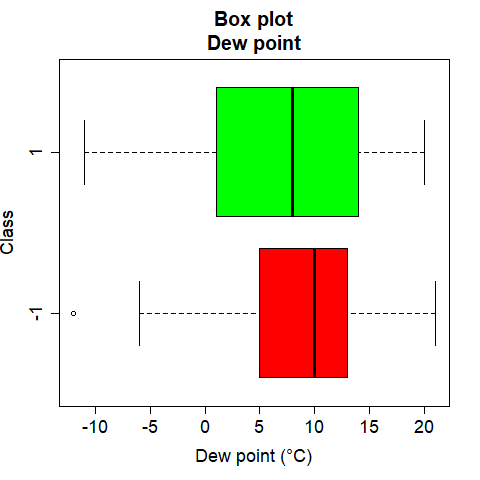 Box plot
Dew point
1
Class
-1
-10 -5 0 5 10 15 20
Dew point (°C)